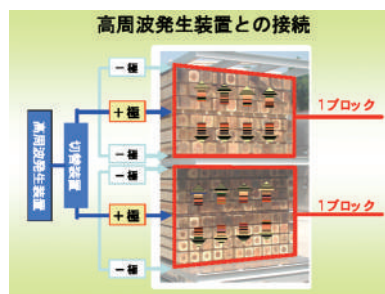 高周波発生装置との接続
－極
＋極
－極
－極
＋極
－極
高周波発生装置
切替装置
1ブロック
1ブロック